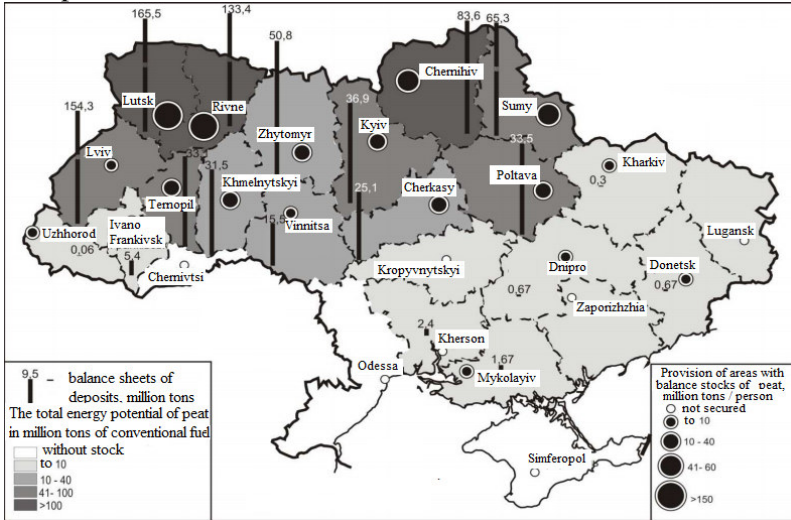 165,5
133,4
50,8
83,6
65,3
154,3
36,9
33,5
31,5
25,1
15,5
0,06
5,4
0,3
0,67
0,67
2,4
1,67
Lutsk
Rivne
Zhytomyr
Kyiv
Chernihiv
Sumy
Lviv
Ternopil
Khmelnytskyi
Vinnitsa
Cherkasy
Poltava
Kharkiv
Lugansk
Uzhhorod
Ivano
Frankivsk
Chernivtsi
Kropyvnytskyi
Dnipro
Donetsk
Zaporizhzhia
Kherson
Mykolayiv
Odessa
Simferopol
9,5 – balance sheets of
deposits, million tons
The total energy potential of peat
in million tons of conventional fuel
without stock
to 10
10 - 40
41- 100
>100
Provision of areas with
balance stocks of peat,
million tons / person
not secured
to 10
10 - 40
41- 60
>150